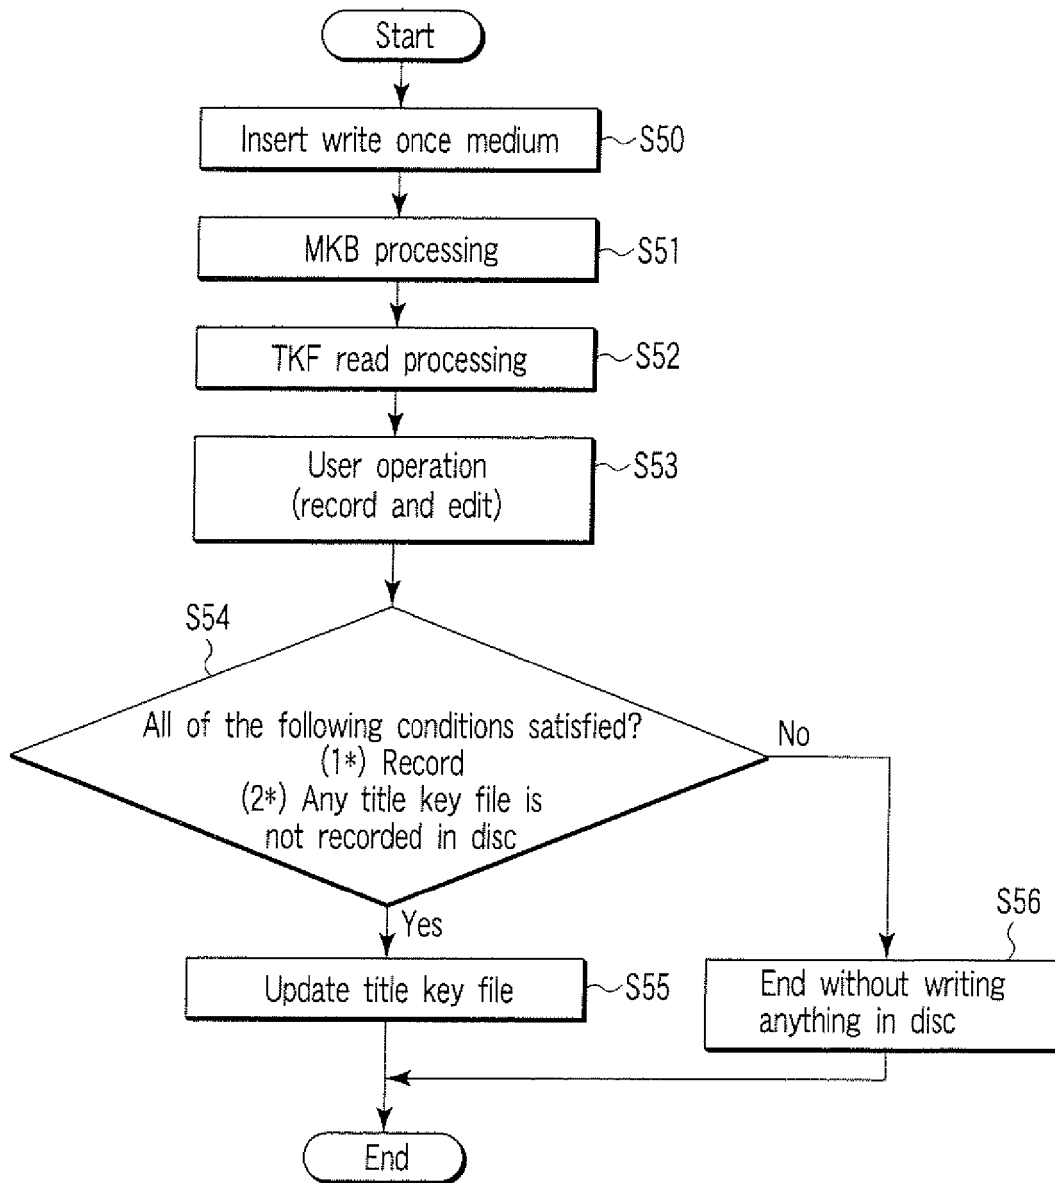 Start
Insert write once medium
S50
MKB processing
S51
TKF read processing
S52
User operation
(record and edit)
S53
S54
All of the following conditions satisfied?
(1*) Record
(2*) Any title key file is
not recorded in disc
No
Yes
Update title key file
S55
S56
End without writing
anything in disc
End